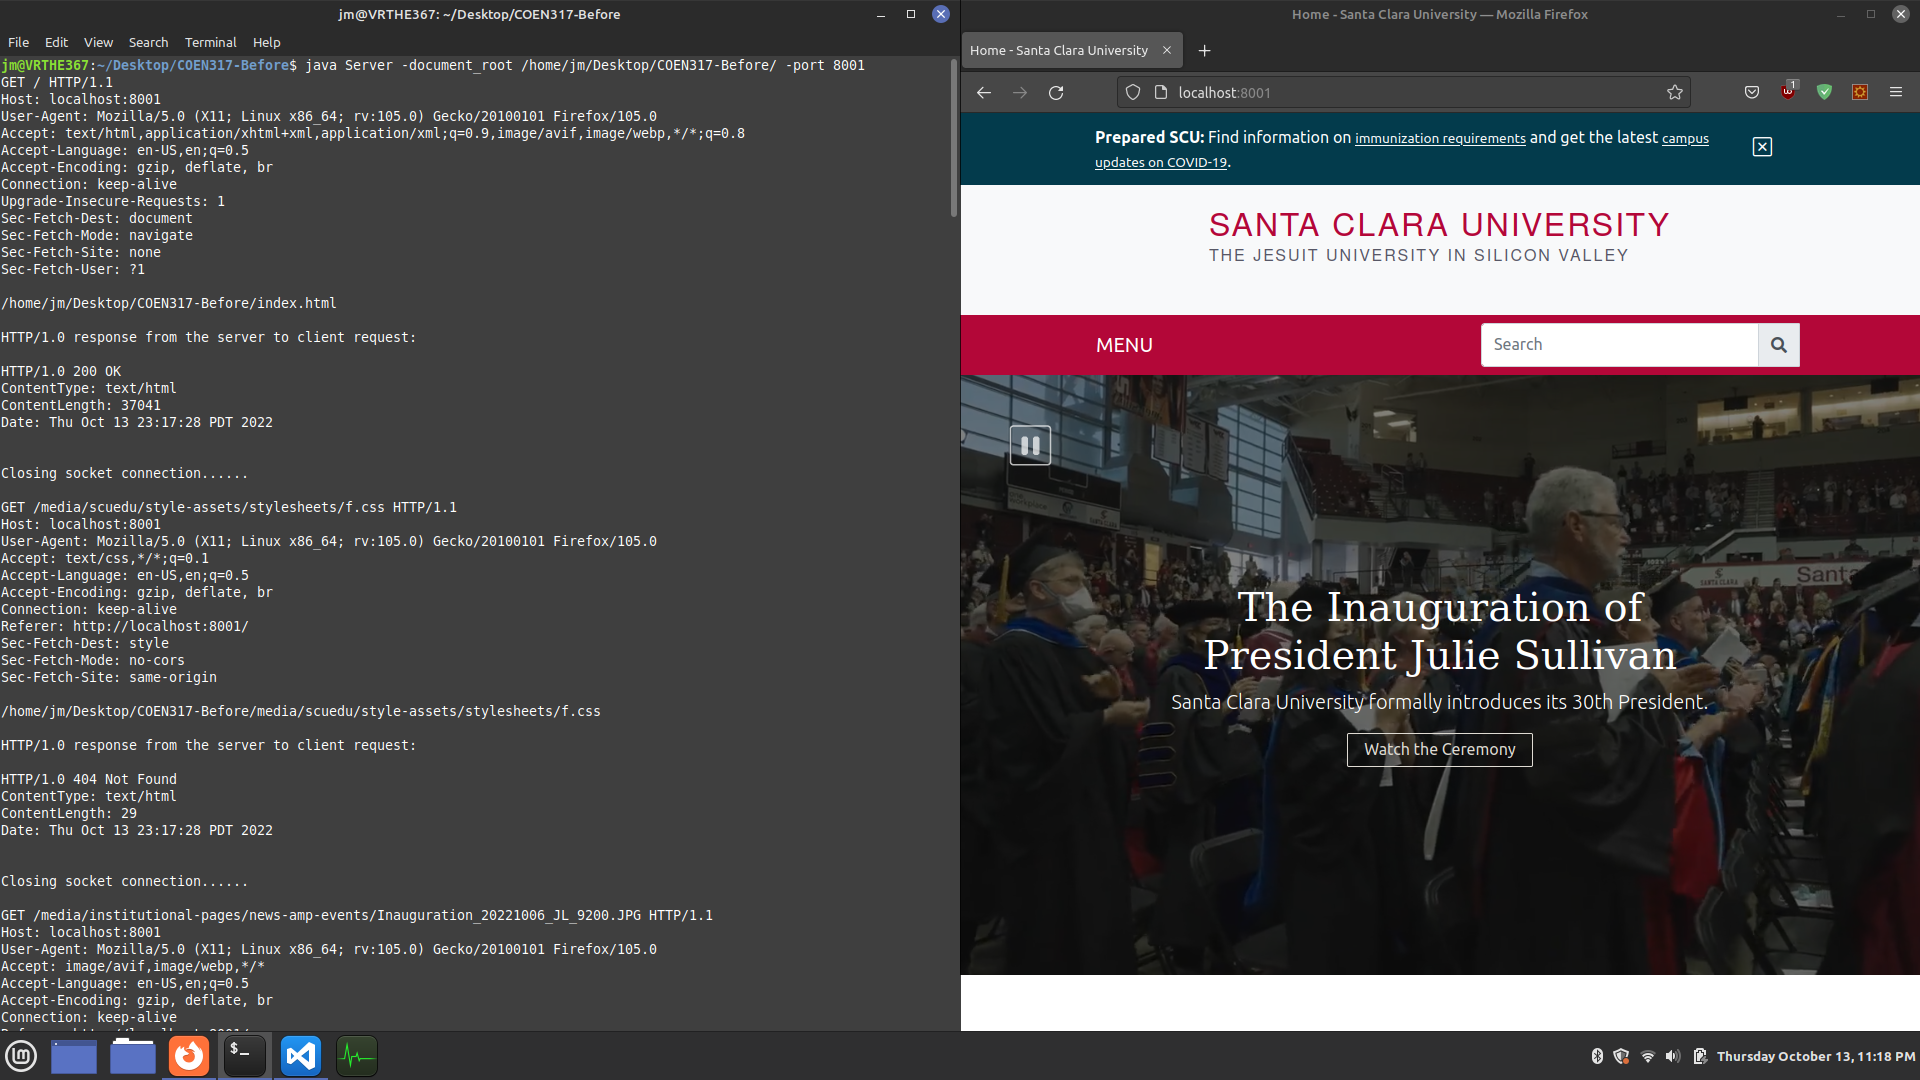 jm@VRTHE367: ~/Desktop/COEN317-Before
File Edit View Search Terminal Help
jm@VRTHE367:~/Desktop/COEN317-Before$ java Server -document_root /home/jm/Desktop/COEN317-Before/ -port 8001
GET / HTTP/1.1
Host: localhost:8001
User-Agent: Mozilla/5.0 (X11; Linux x86_64; rv:105.0) Gecko/20100101 Firefox/105.0
Accept: text/html,application/xhtml+xml,application/xml;q=0.9,image/avif,image/webp,*/*;q=0.8
Accept-Language: en-US,en;q=0.5
Accept-Encoding: gzip, deflate, br
Connection: keep-alive
Upgrade-Insecure-Requests: 1
Sec-Fetch-Dest: document
Sec-Fetch-Mode: navigate
Sec-Fetch-Site: none
Sec-Fetch-User: ?1
/home/jm/Desktop/COEN317-Before/index.html
HTTP/1.0 response from the server to client request:
HTTP/1.0 200 OK
ContentType: text/html
ContentLength: 37041
Date: Thu Oct 13 23:17:28 PDT 2022
Closing socket connection......
GET /media/scuedu/style-assets/stylesheets/f.css HTTP/1.1
Host: localhost:8001
User-Agent: Mozilla/5.0 (X11; Linux x86_64; rv:105.0) Gecko/20100101 Firefox/105.0
Accept: text/css,*/*;q=0.1
Accept-Language: en-US,en;q=0.5
Accept-Encoding: gzip, deflate, br
Connection: keep-alive
Referer: http://localhost:8001/
Sec-Fetch-Dest: style
Sec-Fetch-Mode: no-cors
Sec-Fetch-Site: same-origin
/home/jm/Desktop/COEN317-Before/media/scuedu/style-assets/stylesheets/f.css
HTTP/1.0 response from the server to client request:
HTTP/1.0 404 Not Found
ContentType: text/html
ContentLength: 29
Date: Thu Oct 13 23:17:28 PDT 2022
Closing socket connection......
GET /media/institutional-pages/news-amp-events/Inauguration_20221006_JL_9200.JPG HTTP/1.1
Host: localhost:8001
User-Agent: Mozilla/5.0 (X11; Linux x86_64; rv:105.0) Gecko/20100101 Firefox/105.0
Accept: image/avif,image/webp,*/*
Accept-Language: en-US,en;q=0.5
Accept-Encoding: gzip, deflate, br
Connection: keep-alive
Home - Santa Clara University — Mozilla Firefox
Home - Santa Clara University
localhost:8001
1
Prepared SCU: Find information on immunization requirements and get the latest campus
updates on COVID-19.
SANTA CLARA UNIVERSITY
THE JESUIT UNIVERSITY IN SILICON VALLEY
MENU
Search
SANTA CLARA
Santa
The Inauguration of
President Julie Sullivan
Santa Clara University formally introduces its 30th President.
Watch the Ceremony
$_
Thursday October 13, 11:18 PM